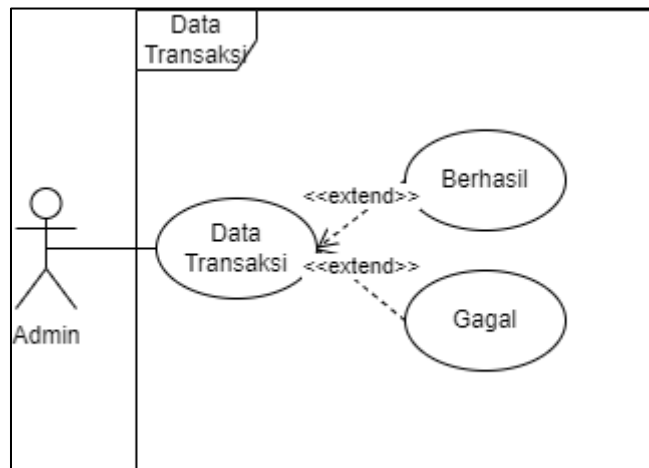 Data
Transaksi
Berhasil
<<extend>>
Data
Transaksi
<<extend>>
Gagal
Admin